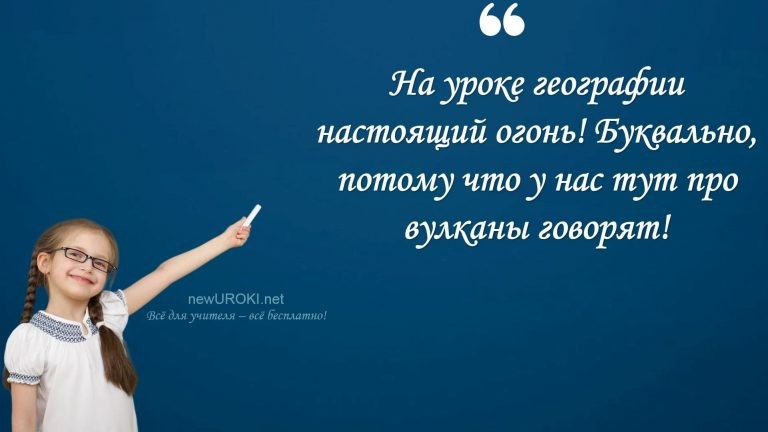 “
На уроке географии
настоящий огонь! Буквально,
потому что у нас тут про
вулканы говорят!
newUROKI.net
Всё для учителя – всё бесплатно!